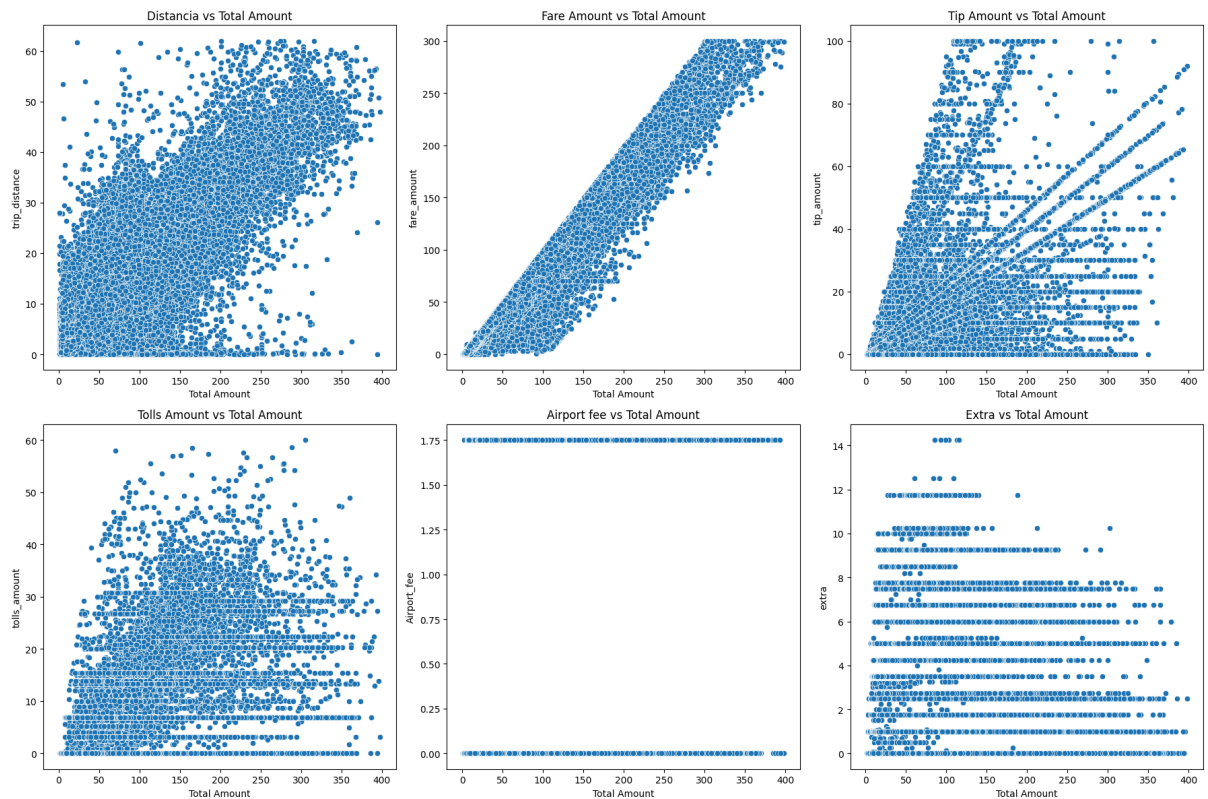 Distancia vs Total Amount
trip_distance
60
50
40
30
20
10
0
0 50 100 150 200 250 300 350 400
Total Amount
Fare Amount vs Total Amount
fare_amount
300
250
200
150
100
50
0
0 50 100 150 200 250 300 350 400
Total Amount
Tip Amount vs Total Amount
tip_amount
100
80
60
40
20
0
0 50 100 150 200 250 300 350 400
Total Amount
Tolls Amount vs Total Amount
tolls_amount
60
50
40
30
20
10
0
0 50 100 150 200 250 300 350 400
Total Amount
Airport fee vs Total Amount
Airport_fee
1.75
1.50
1.25
1.00
0.75
0.50
0.25
0.00
0 50 100 150 200 250 300 350 400
Total Amount
Extra vs Total Amount
extra
14
12
10
8
6
4
2
0
0 50 100 150 200 250 300 350 400
Total Amount